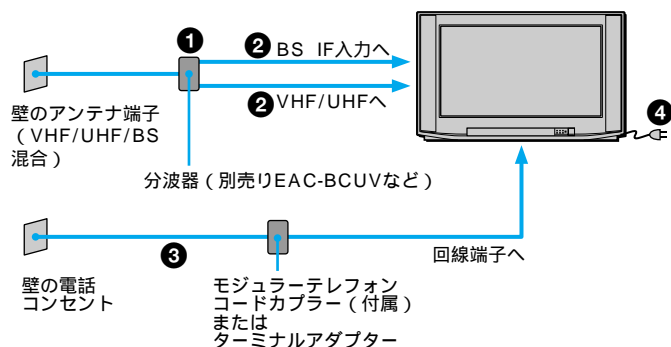 ❶
❷ BS IF入力へ
❷ VHF/UHFへ
❹
壁のアンテナ端子
(VHF/UHF/BS
混合)
分波器(別売りEAC-BCUVなど)
❸
回線端子へ
壁の電話
コンセント
モジュラーテレフォン
コードカプラー(付属)
または
ターミナルアダプター